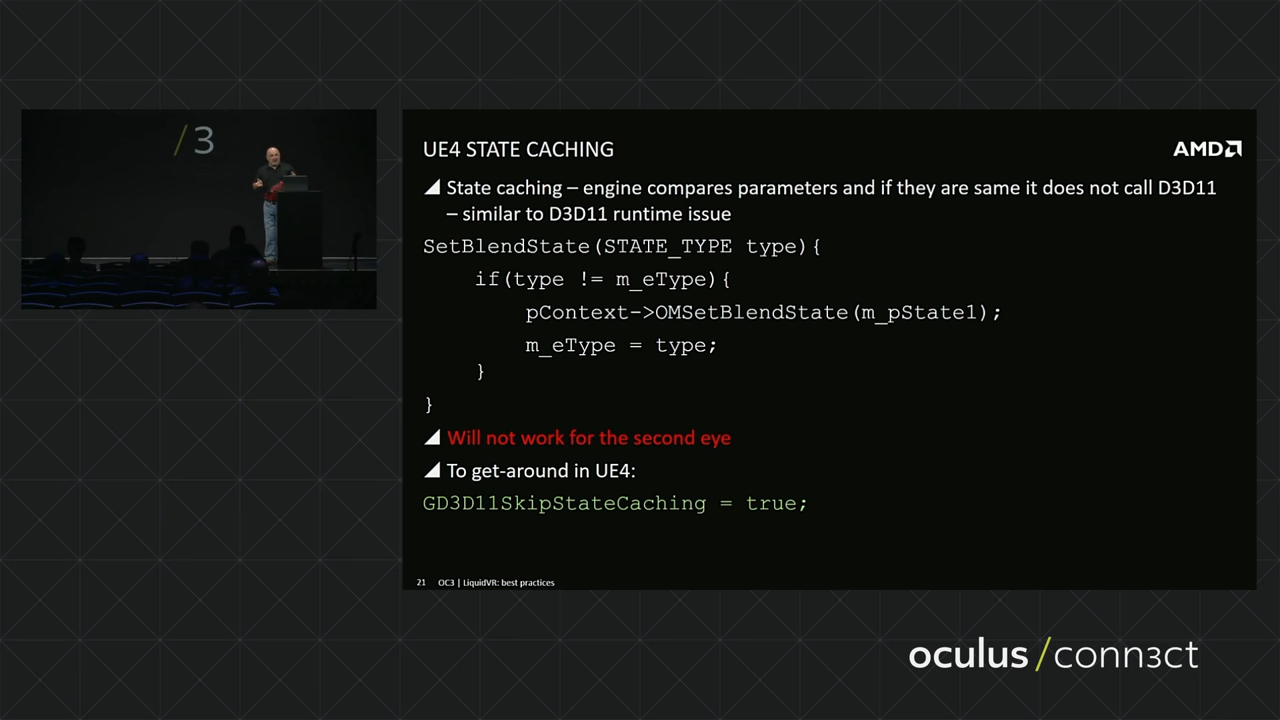 /3
UE4 STATE CACHING
AMD
State caching – engine compares parameters and if they are same it does not call D3D11
– similar to D3D11 runtime issue
SetBlendState(STATE_TYPE type){
if(type != m_eType){
pContext->OMSetBlendState(m_pState1);
m_eType = type;
}
}
Will not work for the second eye
To get-around in UE4:
GD3D11SkipStateCaching = true;
21 OC3 | LiquidVR: best practices
oculus/conn3ct